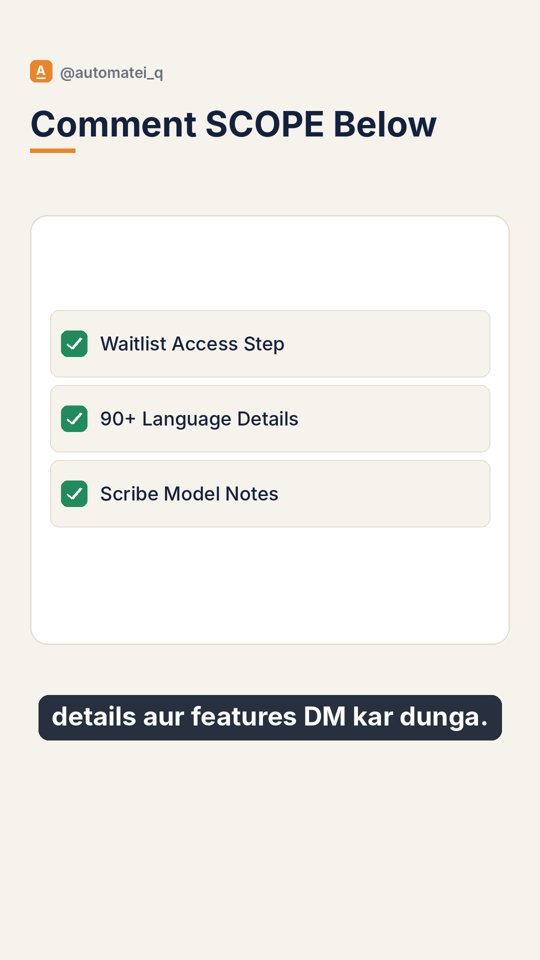 A @automatei_q
Comment SCOPE Below
Waitlist Access Step
90+ Language Details
Scribe Model Notes
details aur features DM kar dunga.